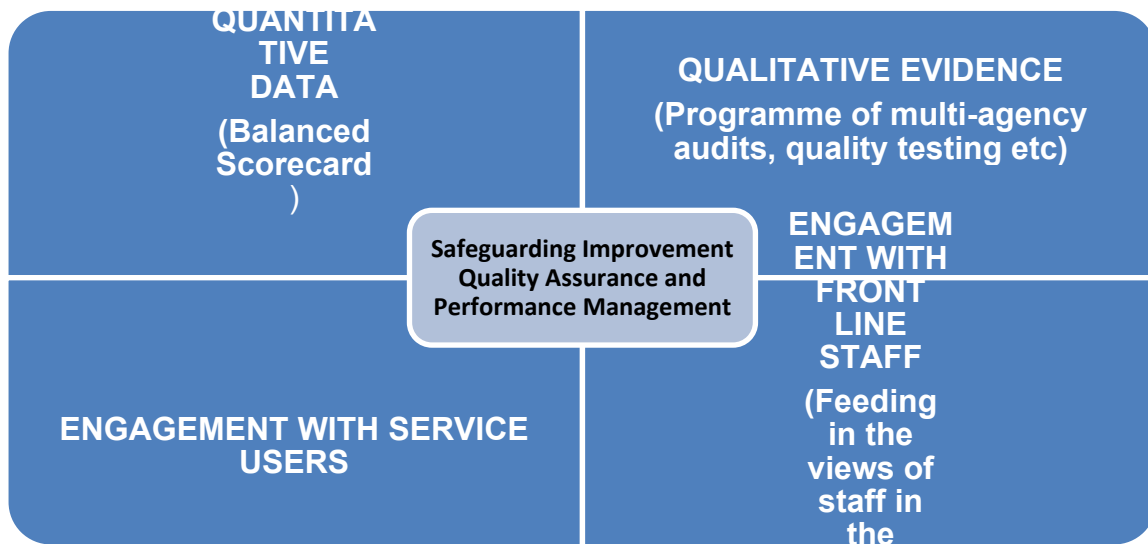 QUANTITA
TIVE
DATA
(Balanced
Scorecard
)
QUALITATIVE EVIDENCE
(Programme of multi-agency
audits, quality testing etc)
Safeguarding Improvement
Quality Assurance and
Performance Management
ENGAGEMENT WITH SERVICE
USERS
ENGAGEM
ENT WITH
FRONT
LINE
STAFF
(Feeding
in the
views of
staff in
the